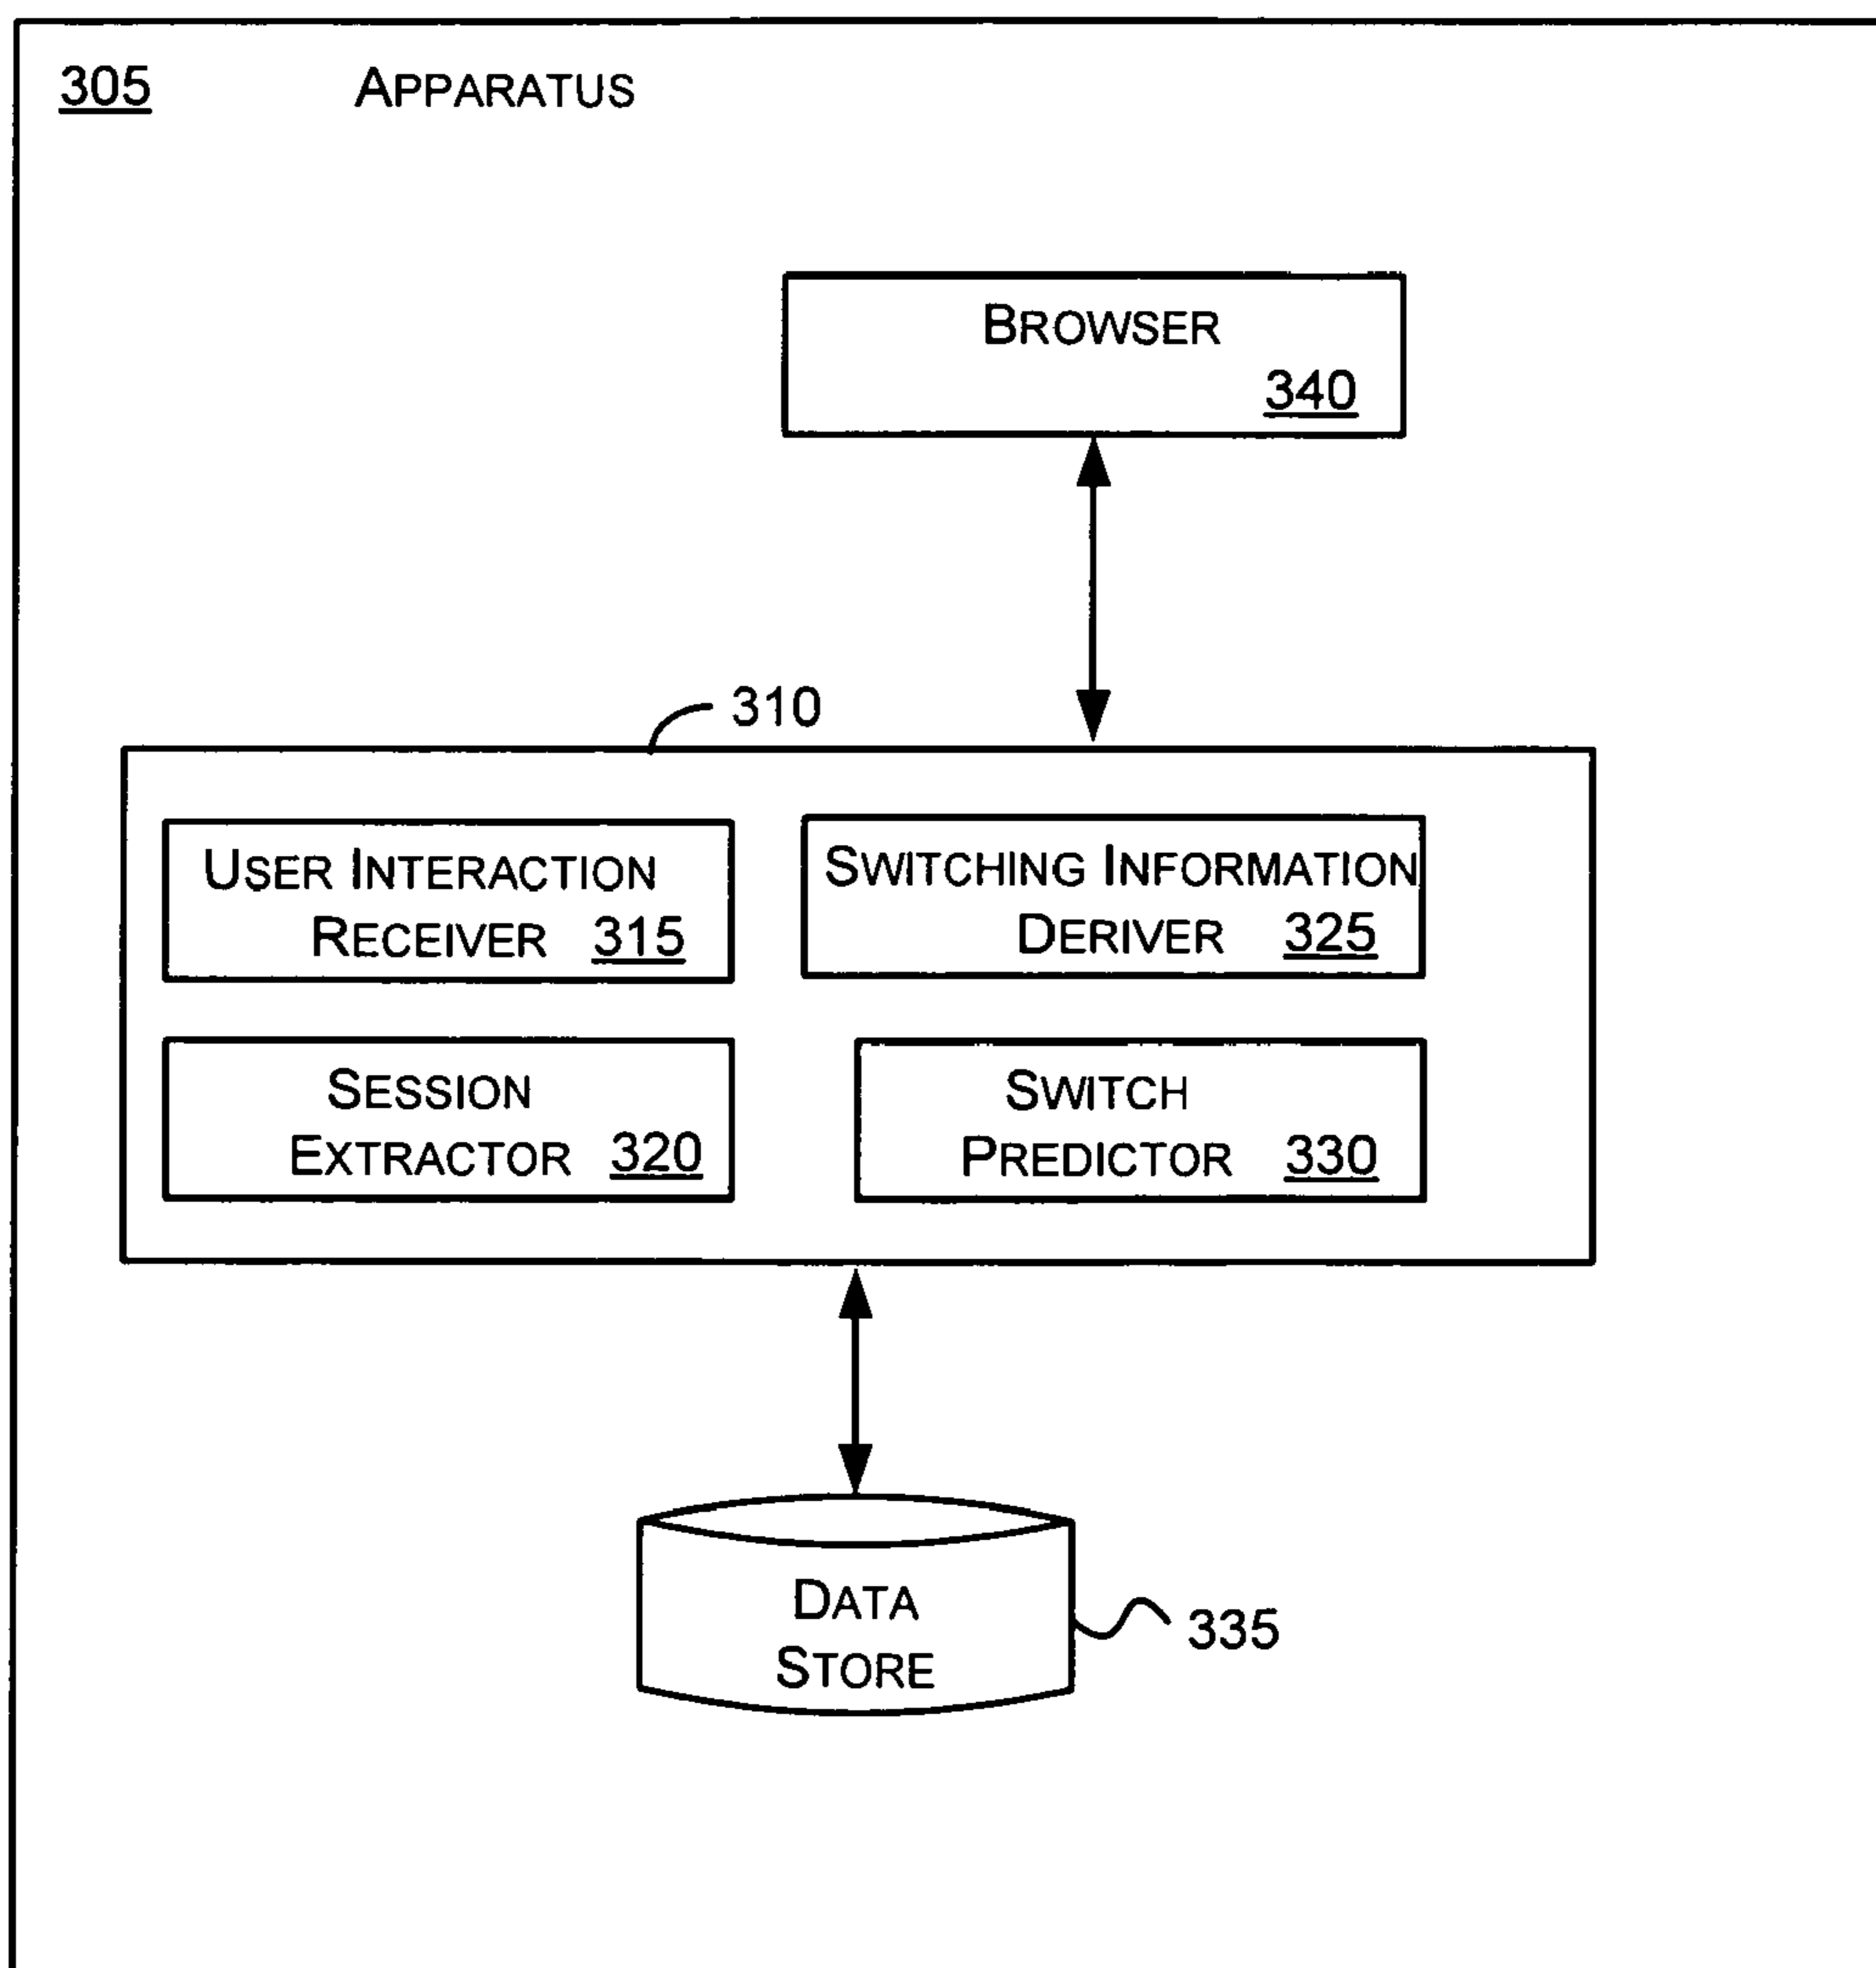 305 APPARATUS
BROWSER
340
310
USER INTERACTION
RECEIVER 315
SWITCHING INFORMATION
DERIVER 325
SESSION
EXTRACTOR 320
SWITCH
PREDICTOR 330
DATA
STORE
335